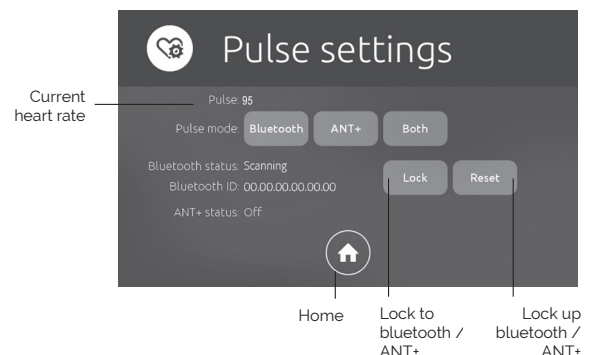 Pulse settings
Current
heart rate
Pulse: 95
Pulse mode: Bluetooth ANT+ Both
Bluetooth status: Scanning
Bluetooth ID: 00.00.00.00.00.00
Lock Reset
ANT+ status: Off
Home
Lock to
bluetooth /
ANT+
Lock up
bluetooth /
ANT+